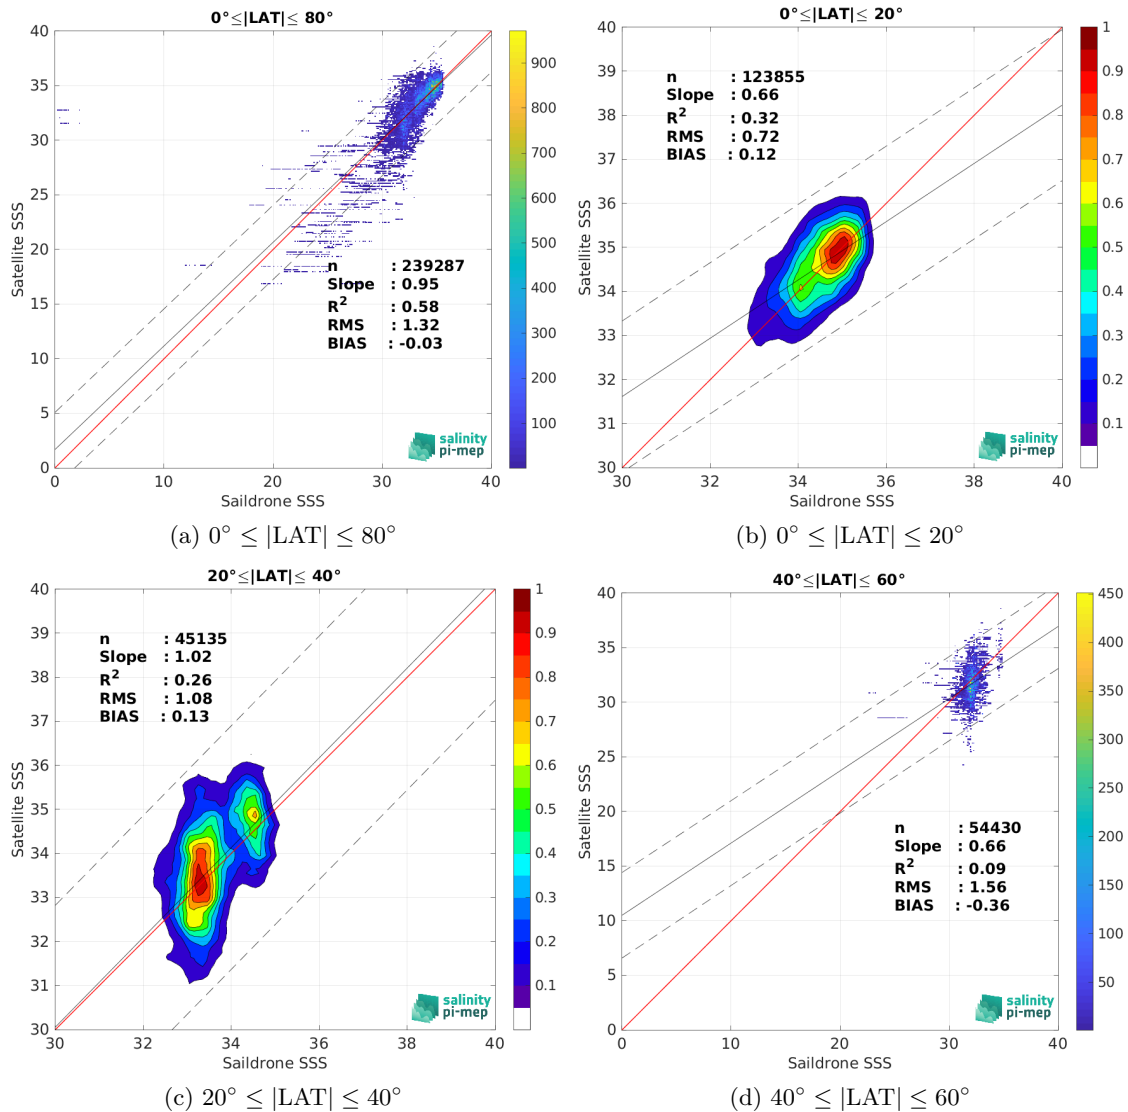 0°≤|LAT|≤ 80°
40
35
30
25
20
15
10
5
0
Satellite SSS
0
10
20
30
40
Saildrone SSS
n : 239287
Slope : 0.95
R2 : 0.58
RMS : 1.32
BIAS : -0.03
salinity
pi-mep
900
800
700
600
500
400
300
200
100
(a) 0° ≤ |LAT| ≤ 80°
0°≤|LAT|≤ 20°
40
39
38
37
36
35
34
33
32
31
30
Satellite SSS
30
32
34
36
38
40
Saildrone SSS
n : 123855
Slope : 0.66
R2 : 0.32
RMS : 0.72
BIAS : 0.12
salinity
pi-mep
1
0.9
0.8
0.7
0.6
0.5
0.4
0.3
0.2
0.1
(b) 0° ≤ |LAT| ≤ 20°
20°≤|LAT|≤ 40°
40
39
38
37
36
35
34
33
32
31
30
Satellite SSS
30
32
34
36
38
40
Saildrone SSS
n : 45135
Slope : 1.02
R2 : 0.26
RMS : 1.08
BIAS : 0.13
salinity
pi-mep
1
0.9
0.8
0.7
0.6
0.5
0.4
0.3
0.2
0.1
(c) 20° ≤ |LAT| ≤ 40°
40°≤|LAT|≤ 60°
40
35
30
25
20
15
10
5
0
Satellite SSS
0
10
20
30
40
Saildrone SSS
n : 54430
Slope : 0.66
R2 : 0.09
RMS : 1.56
BIAS : -0.36
salinity
pi-mep
450
400
350
300
250
200
150
100
50
(d) 40° ≤ |LAT| ≤ 60°